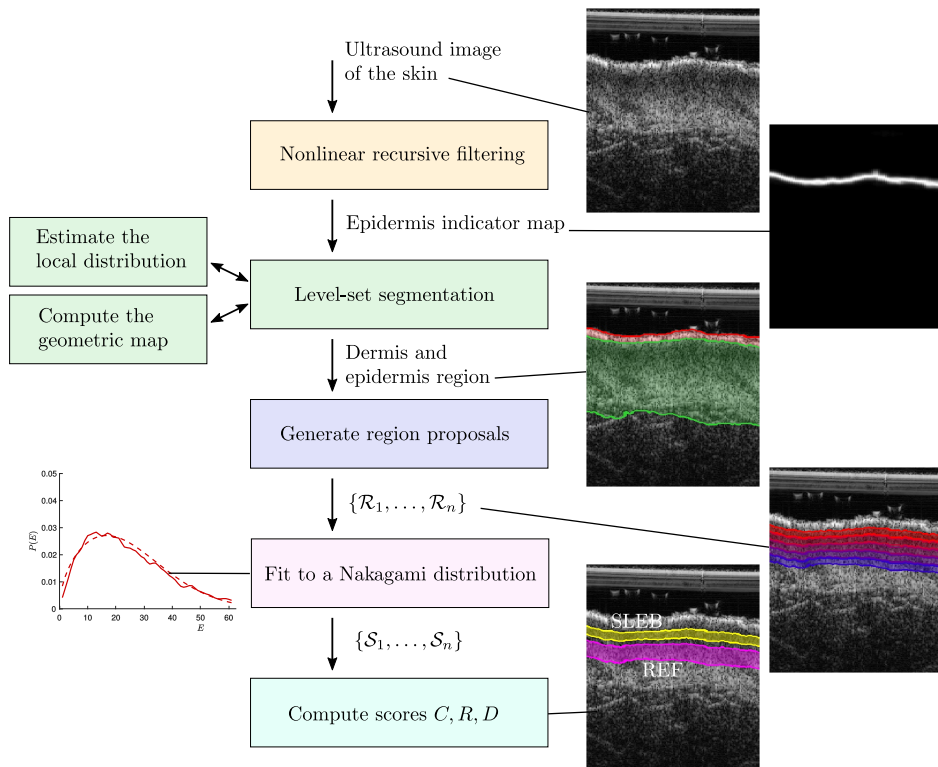 Ultrasound image
of the skin
Nonlinear recursive filtering
Epidermis indicator map
Estimate the
local distribution
Level-set segmentation
Compute the
geometric map
Dermis and
epidermis region
Generate region proposals
{R₁, . . . , Rₙ}
0.05
0.04
0.03
0.02
0.01
0
P(E)
0 10 20 30 40 50 60
E
Fit to a Nakagami distribution
{S₁, . . . , Sₙ}
SLEB
REF
Compute scores C, R, D